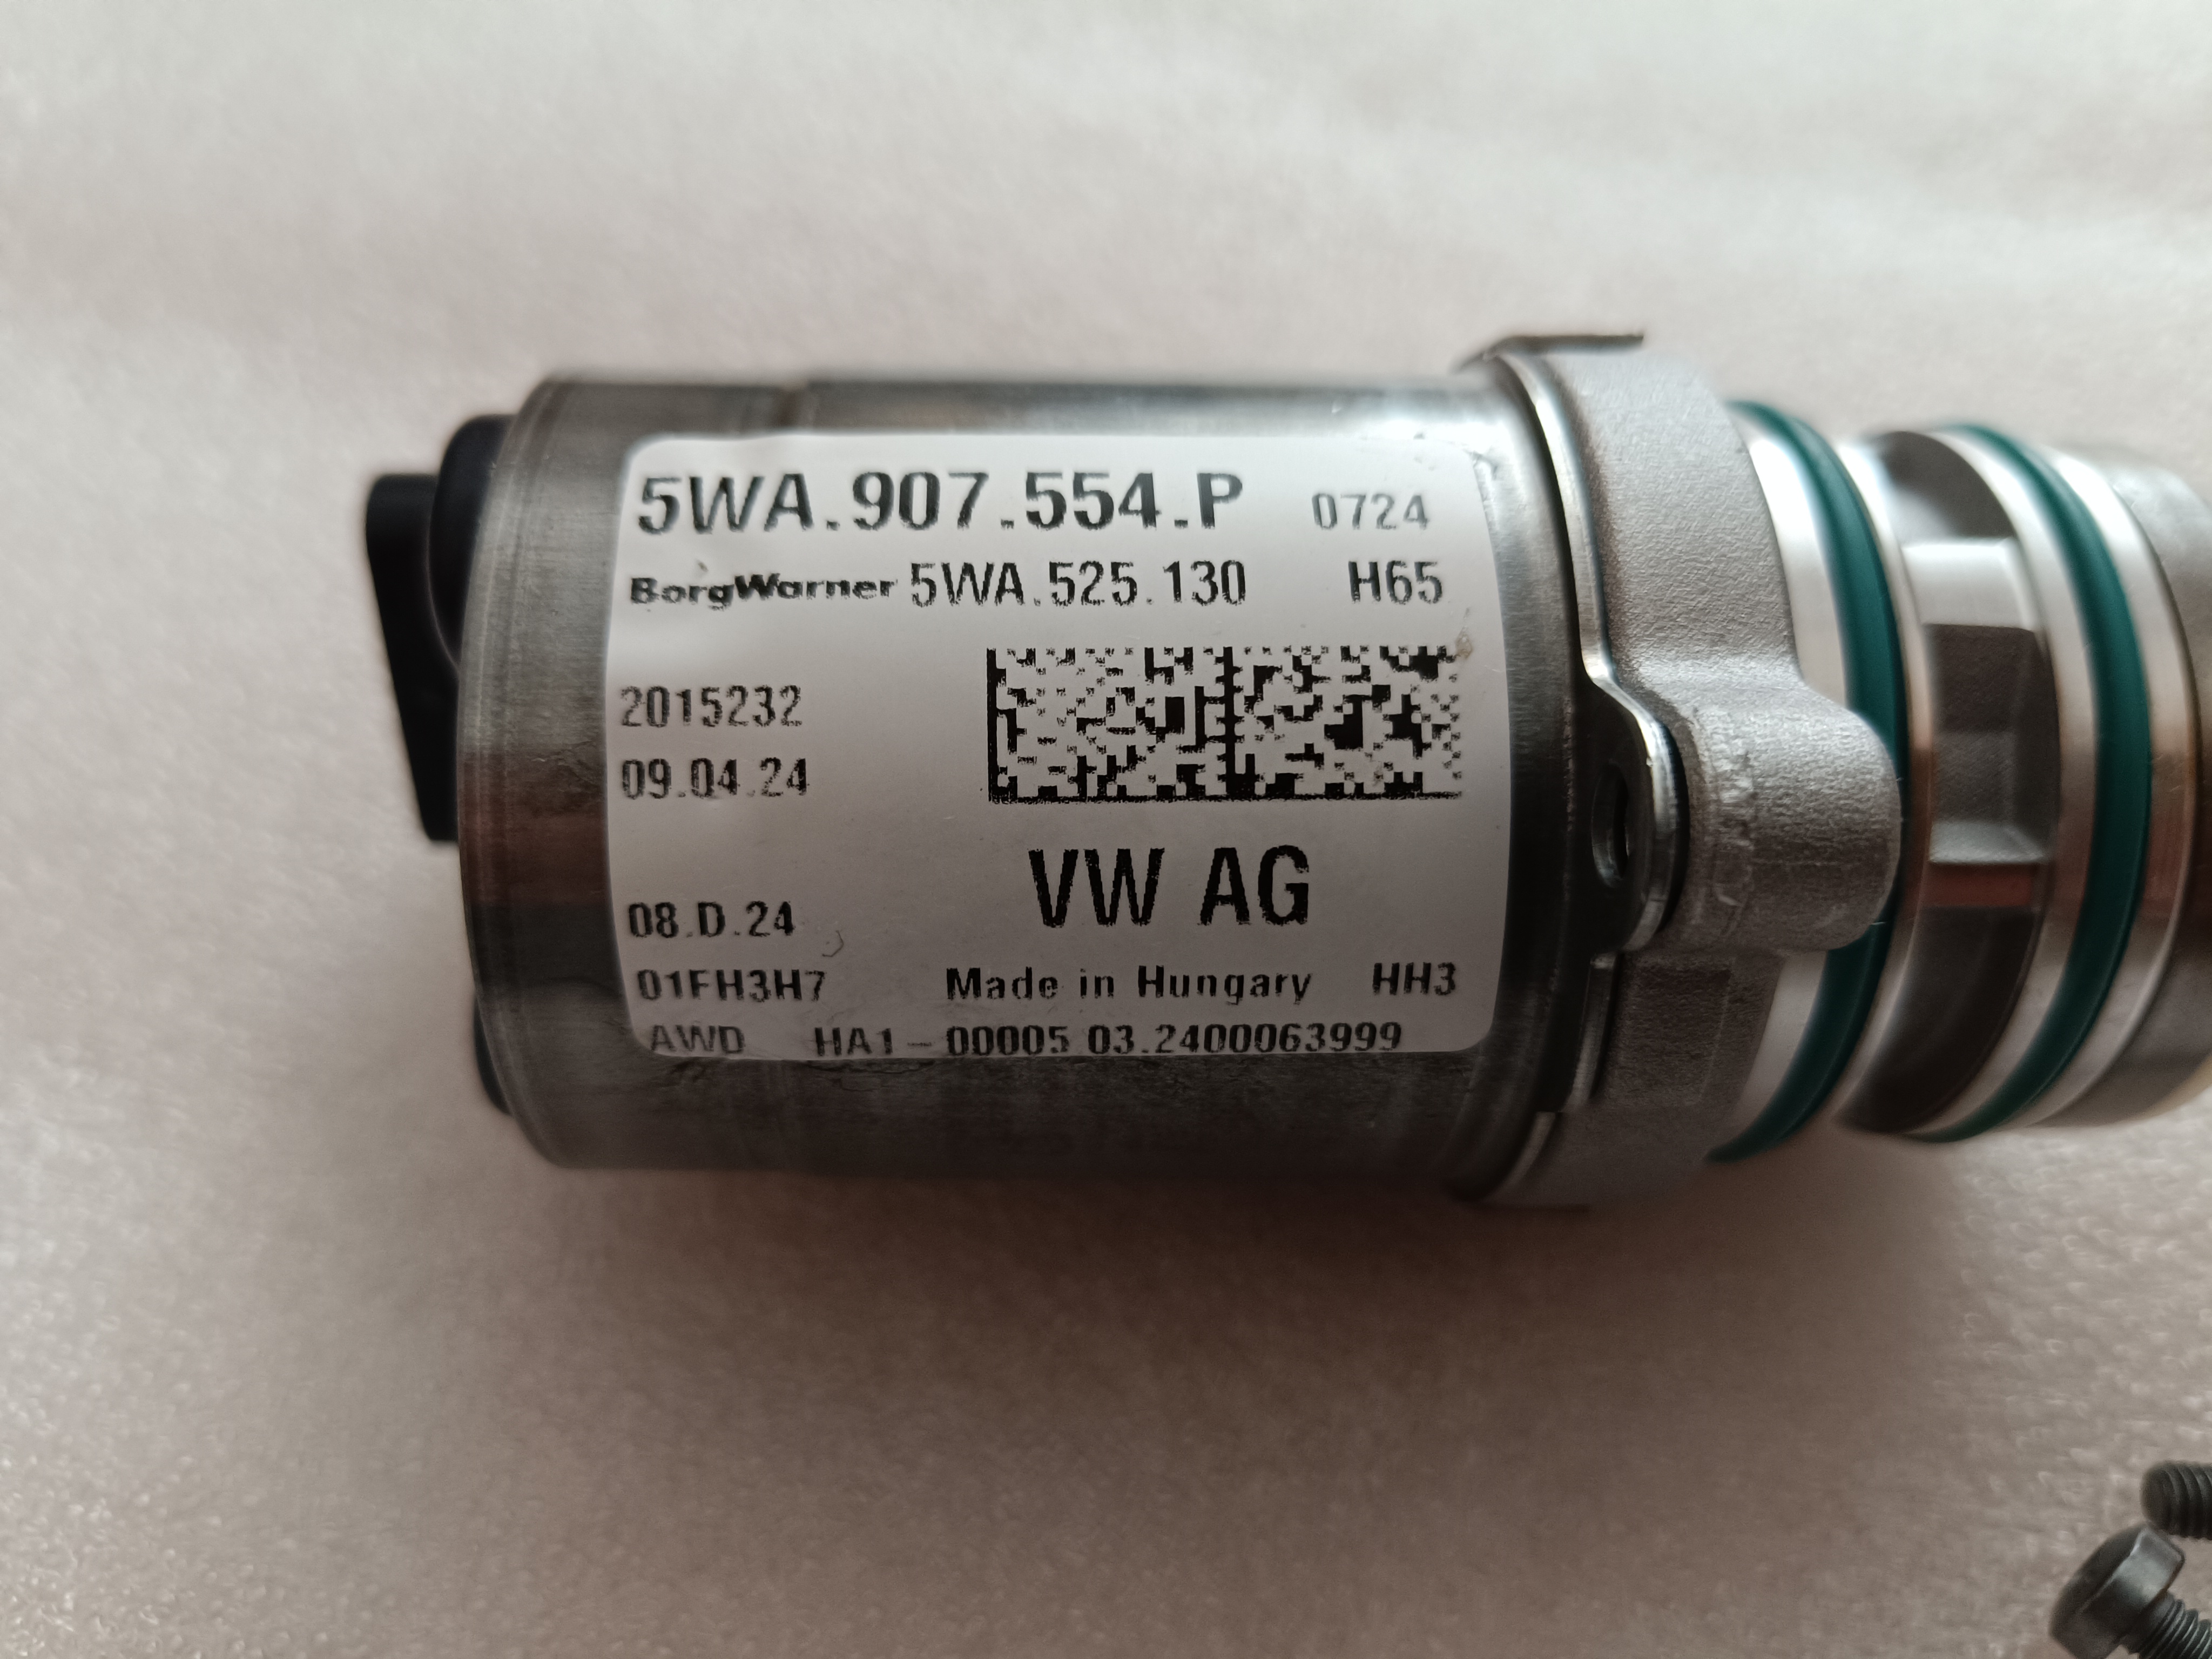 5WA.907.554.P 0724
BorgWarner 5WA.525.130 H65
2015232
09.04.24
VW AG
08.D.24
01FH3H7 Made in Hungary HH3
AWD HA1-00005 03.2400063999